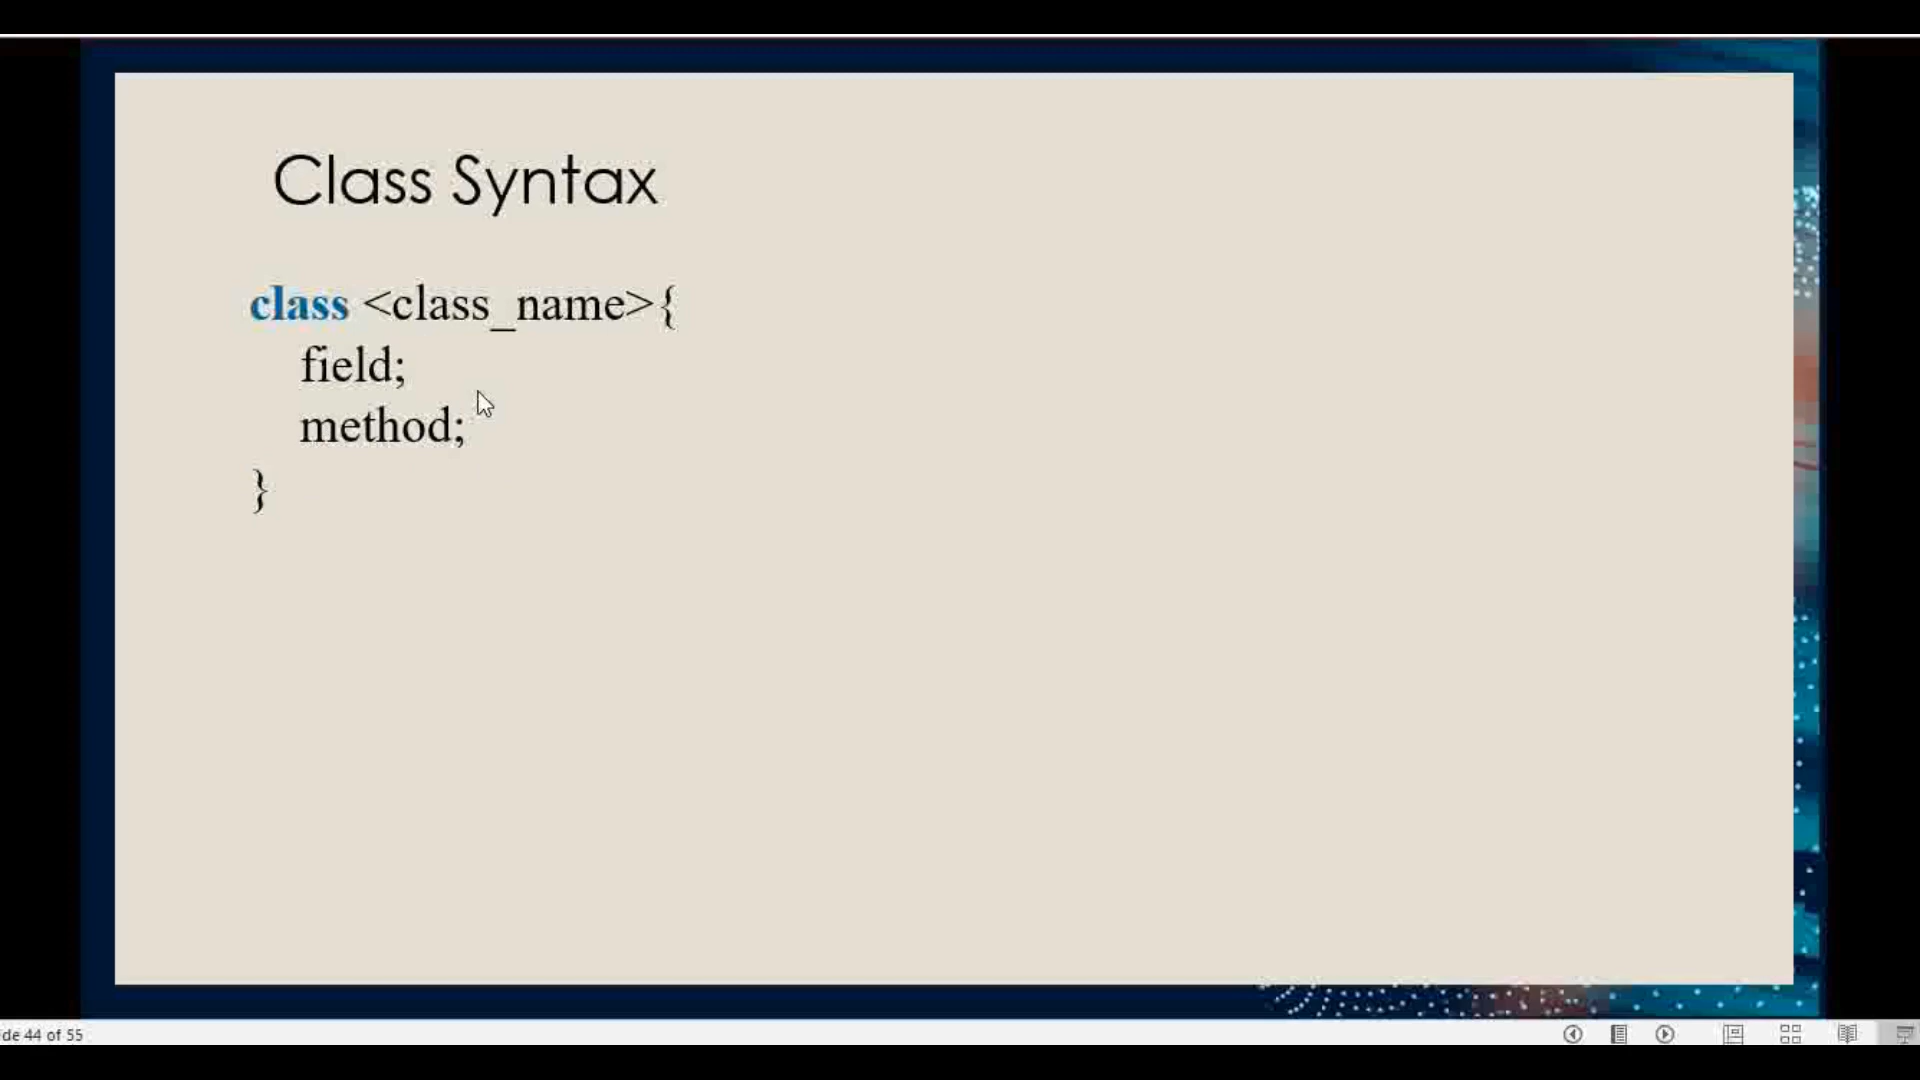 Class Syntax
class <class_name>{
field;
method;
}
de 44 of 55